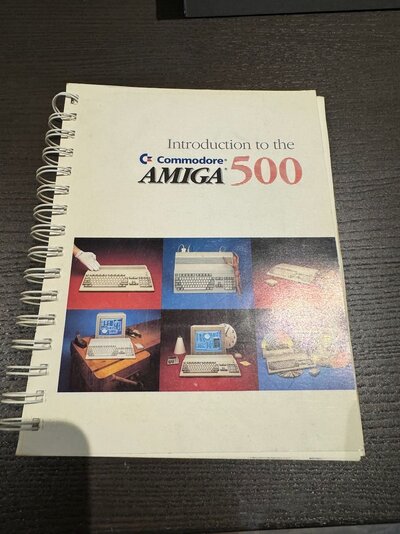 Introduction to the
Commodore®
AMIGA® 500